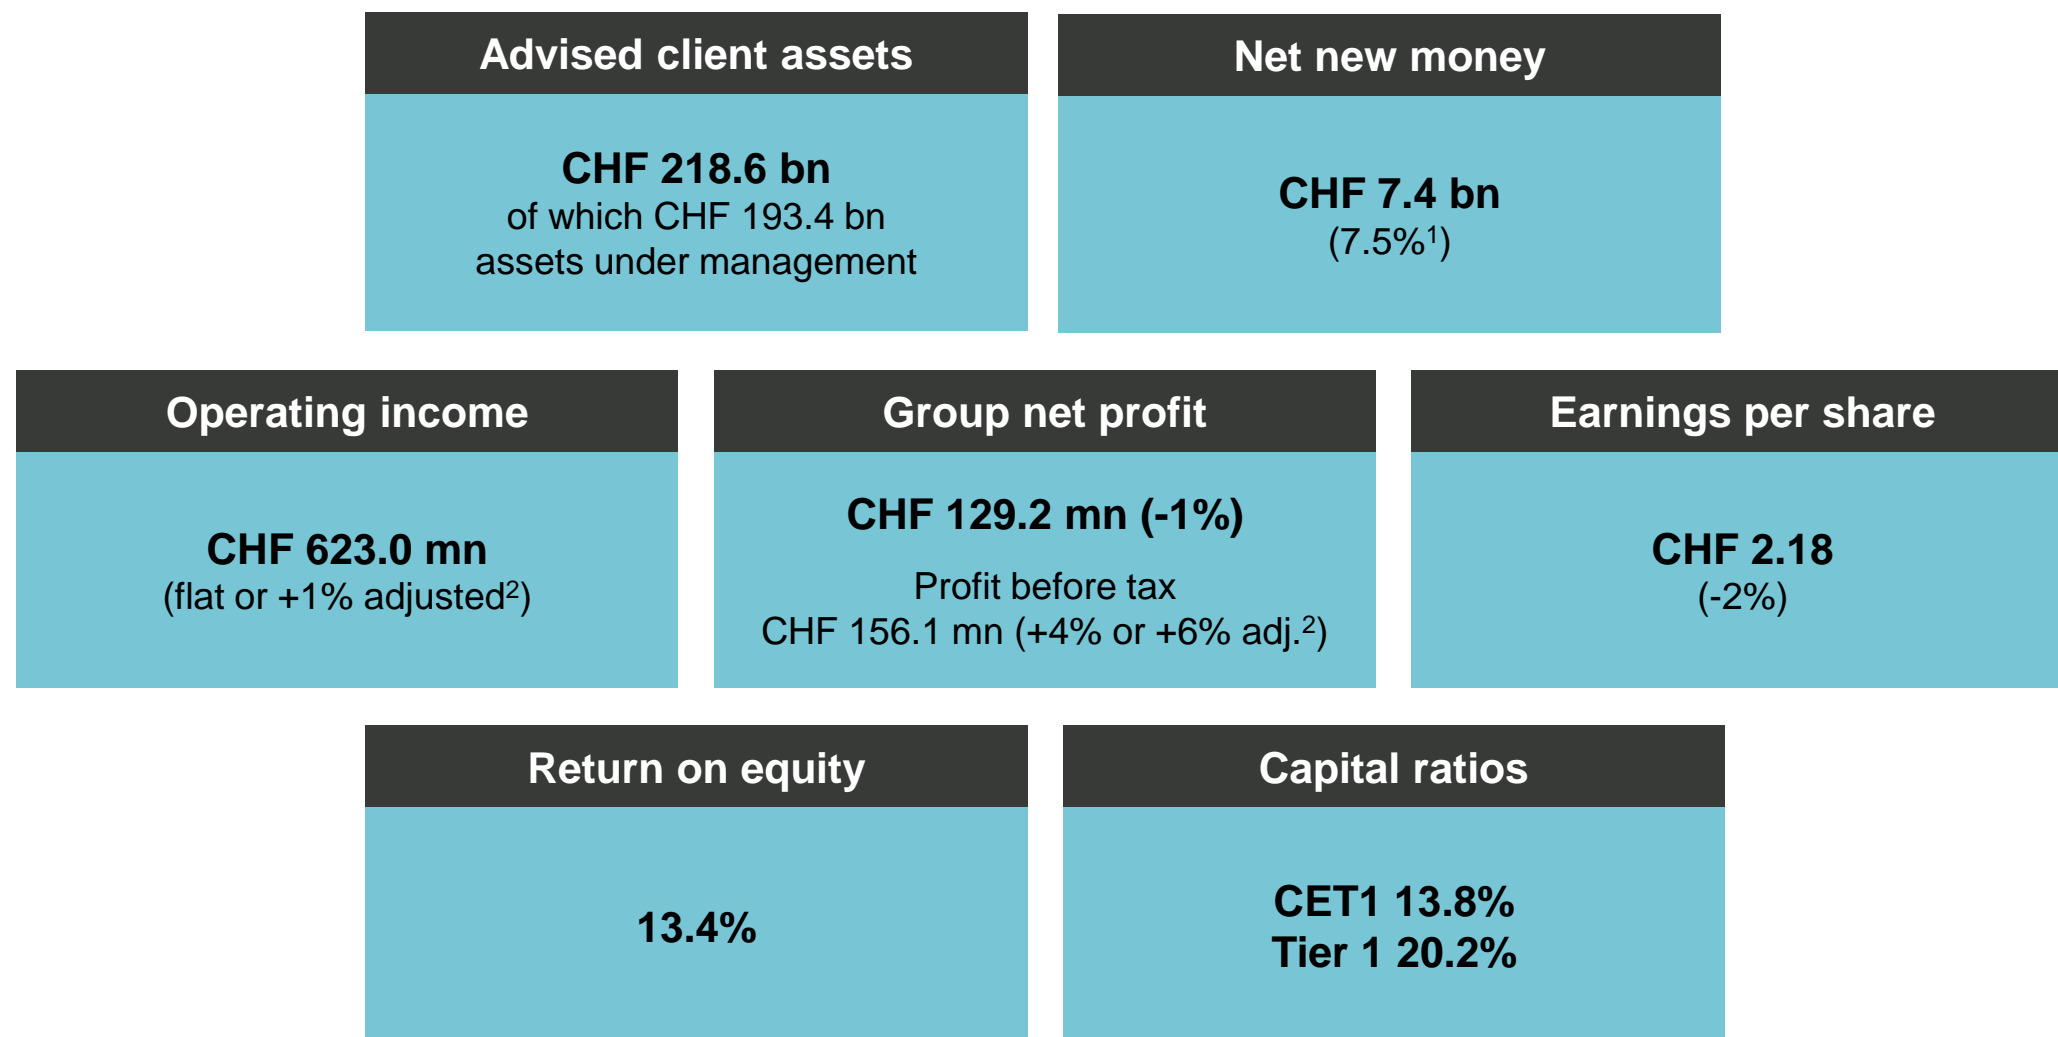 Advised client assets
CHF 218.6 bn
of which CHF 193.4 bn
assets under management
Net new money
CHF 7.4 bn
(7.5%¹)
Operating income
CHF 623.0 mn
(flat or +1% adjusted²)
Group net profit
CHF 129.2 mn (-1%)
Profit before tax
CHF 156.1 mn (+4% or +6% adj.²)
Earnings per share
CHF 2.18
(-2%)
Return on equity
13.4%
Capital ratios
CET1 13.8%
Tier 1 20.2%